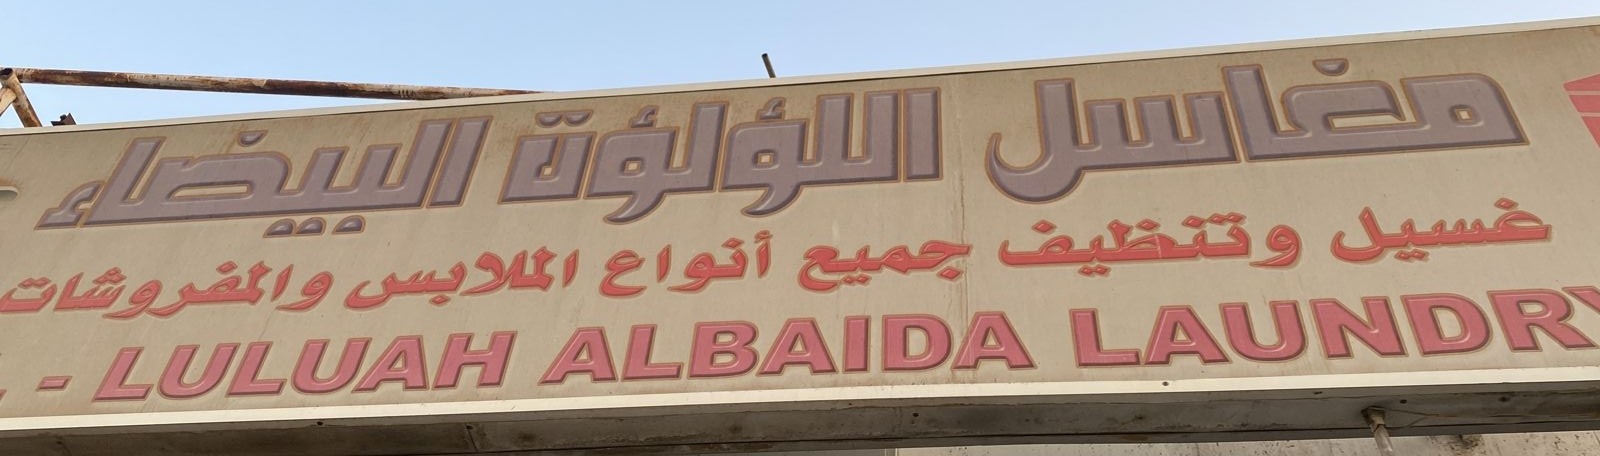 مغاسل اللؤلؤة البيضاء
غسيل وتنظيف جميع أنواع الملابس والمفروشات
L - LULUAH ALBAIDA LAUNDRY